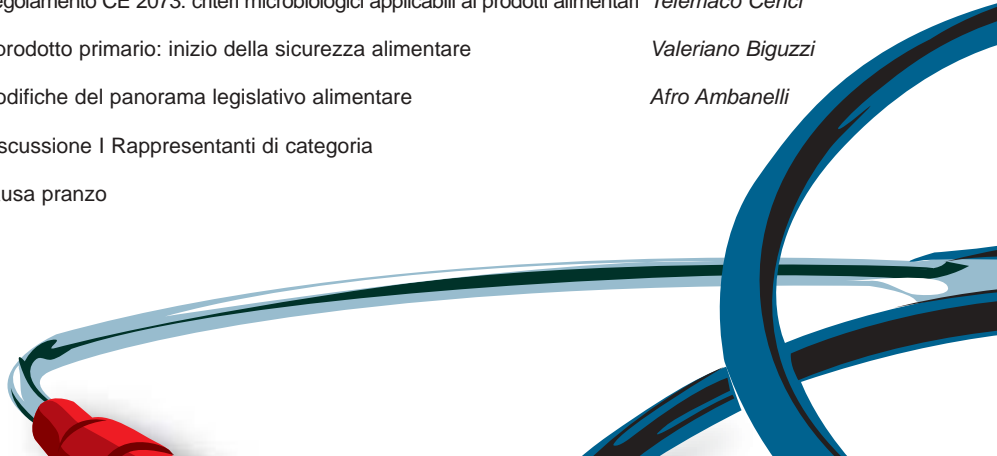 egolamento CE 2073: criteri microbiologici applicabili ai prodotti alimentari Telemaco Cenci
prodotto primario: inizio della sicurezza alimentare Valeriano Biguzzi
odifiche del panorama legislativo alimentare Afro Ambanelli
scussione I Rappresentanti di categoria
usa pranzo